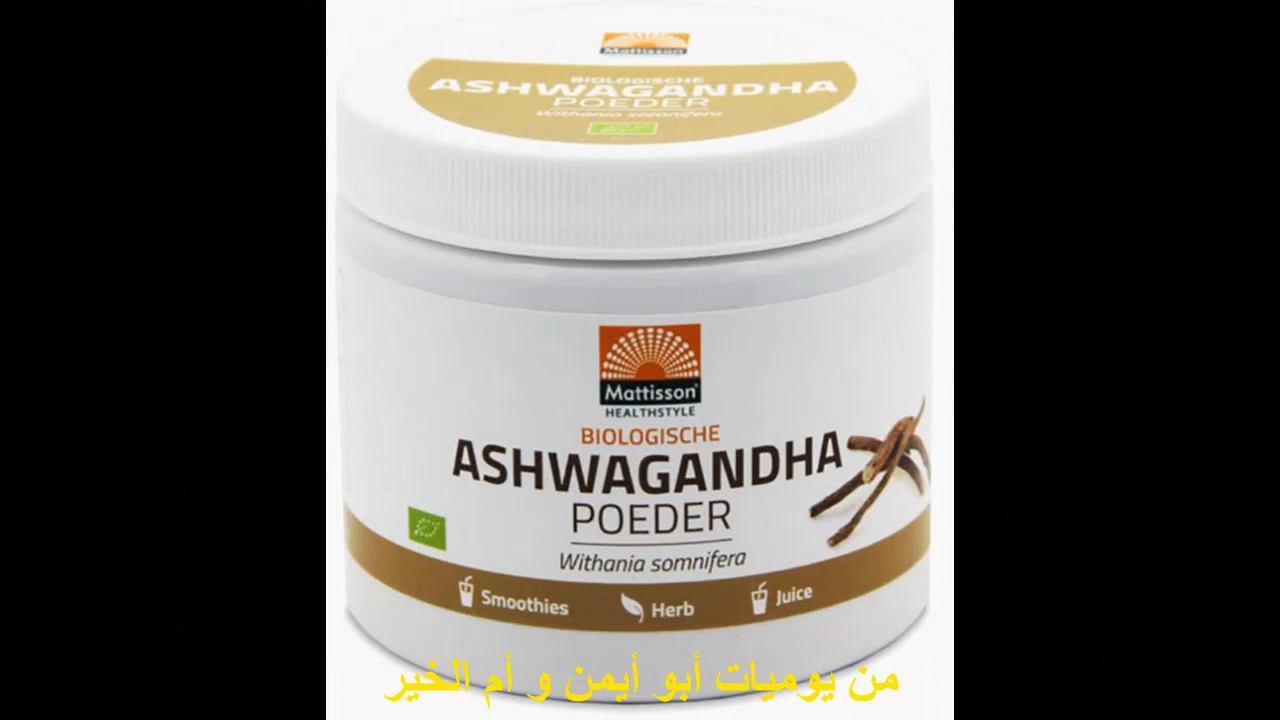 Mattisson
BIOLOGISCHE
ASHWAGANDHA
POEDER
Withania somnifera
Mattisson®
HEALTHSTYLE
BIOLOGISCHE
ASHWAGANDHA
POEDER
Withania somnifera
Smoothies Herb Juice
من يوميات أبو أيمن و أم الخير